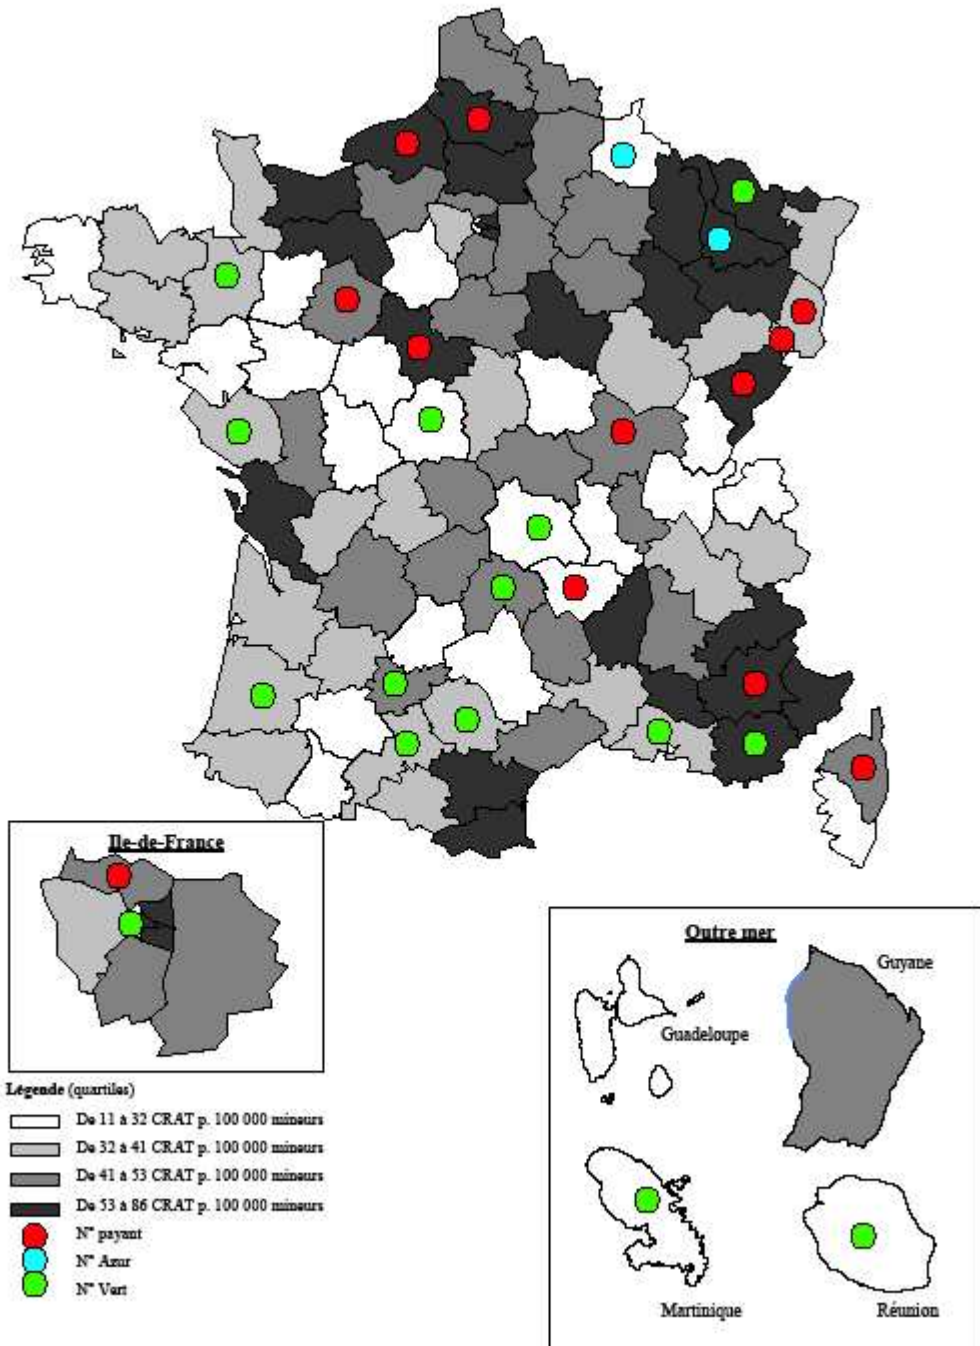 Ile-de-France
Outre mer
Guyane
Guadeloupe
Martinique
Réunion
Légende (quartiles)
De 11 à 32 CRAT p. 100 000 mineurs
De 32 à 41 CRAT p. 100 000 mineurs
De 41 à 53 CRAT p. 100 000 mineurs
De 53 à 86 CRAT p. 100 000 mineurs
N° payant
N° Azur
N° Vert